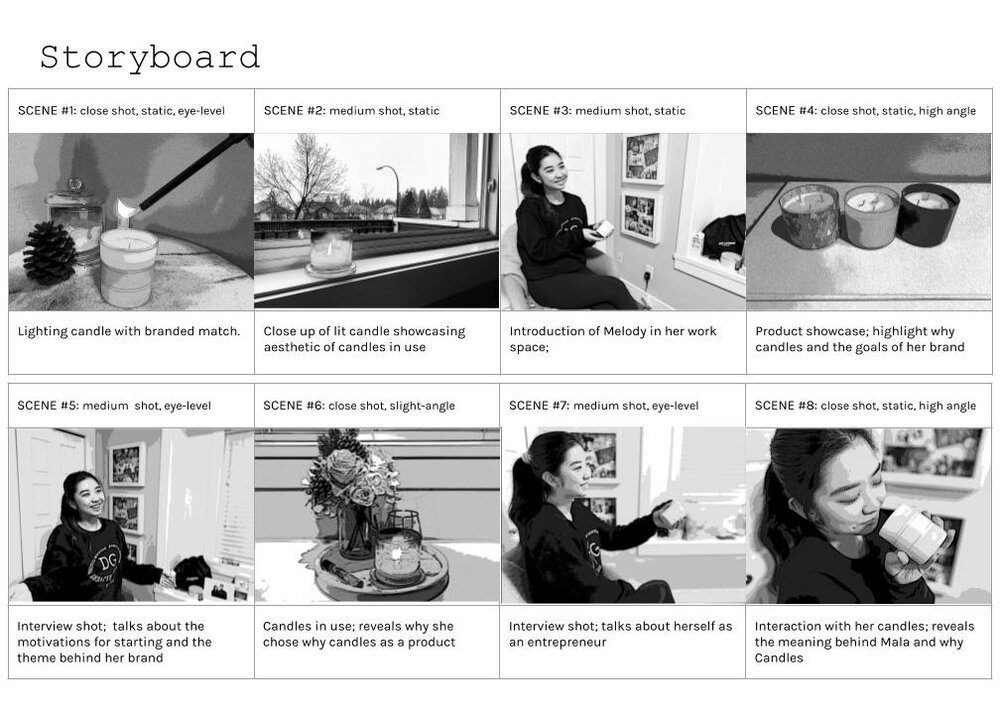 Storyboard
SCENE #1: close shot, static, eye-level
SCENE #2: medium shot, static
SCENE #3: medium shot, static
SCENE #4: close shot, static, high angle
Lighting candle with branded match.
Close up of lit candle showcasing
aesthetic of candles in use
Introduction of Melody in her work
space;
Product showcase; highlight why
candles and the goals of her brand
SCENE #5: medium  shot, eye-level
SCENE #6: close shot, slight-angle
SCENE #7: medium shot, eye-level
SCENE #8: close shot, static, high angle
DG
Interview shot;  talks about the
motivations for starting and the
theme behind her brand
Candles in use; reveals why she
chose why candles as a product
Interview shot; talks about herself as
an entrepreneur
Interaction with her candles; reveals
the meaning behind Mala and why
Candles